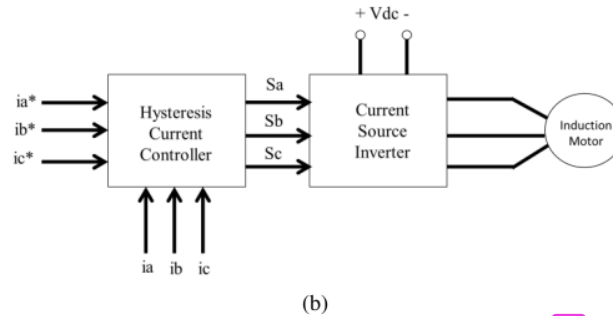 + Vdc -
ia*
ib*
ic*
Hysteresis
Current
Controller
Sa
Sb
Sc
Current
Source
Inverter
Induction
Motor
ia ib ic
(b)